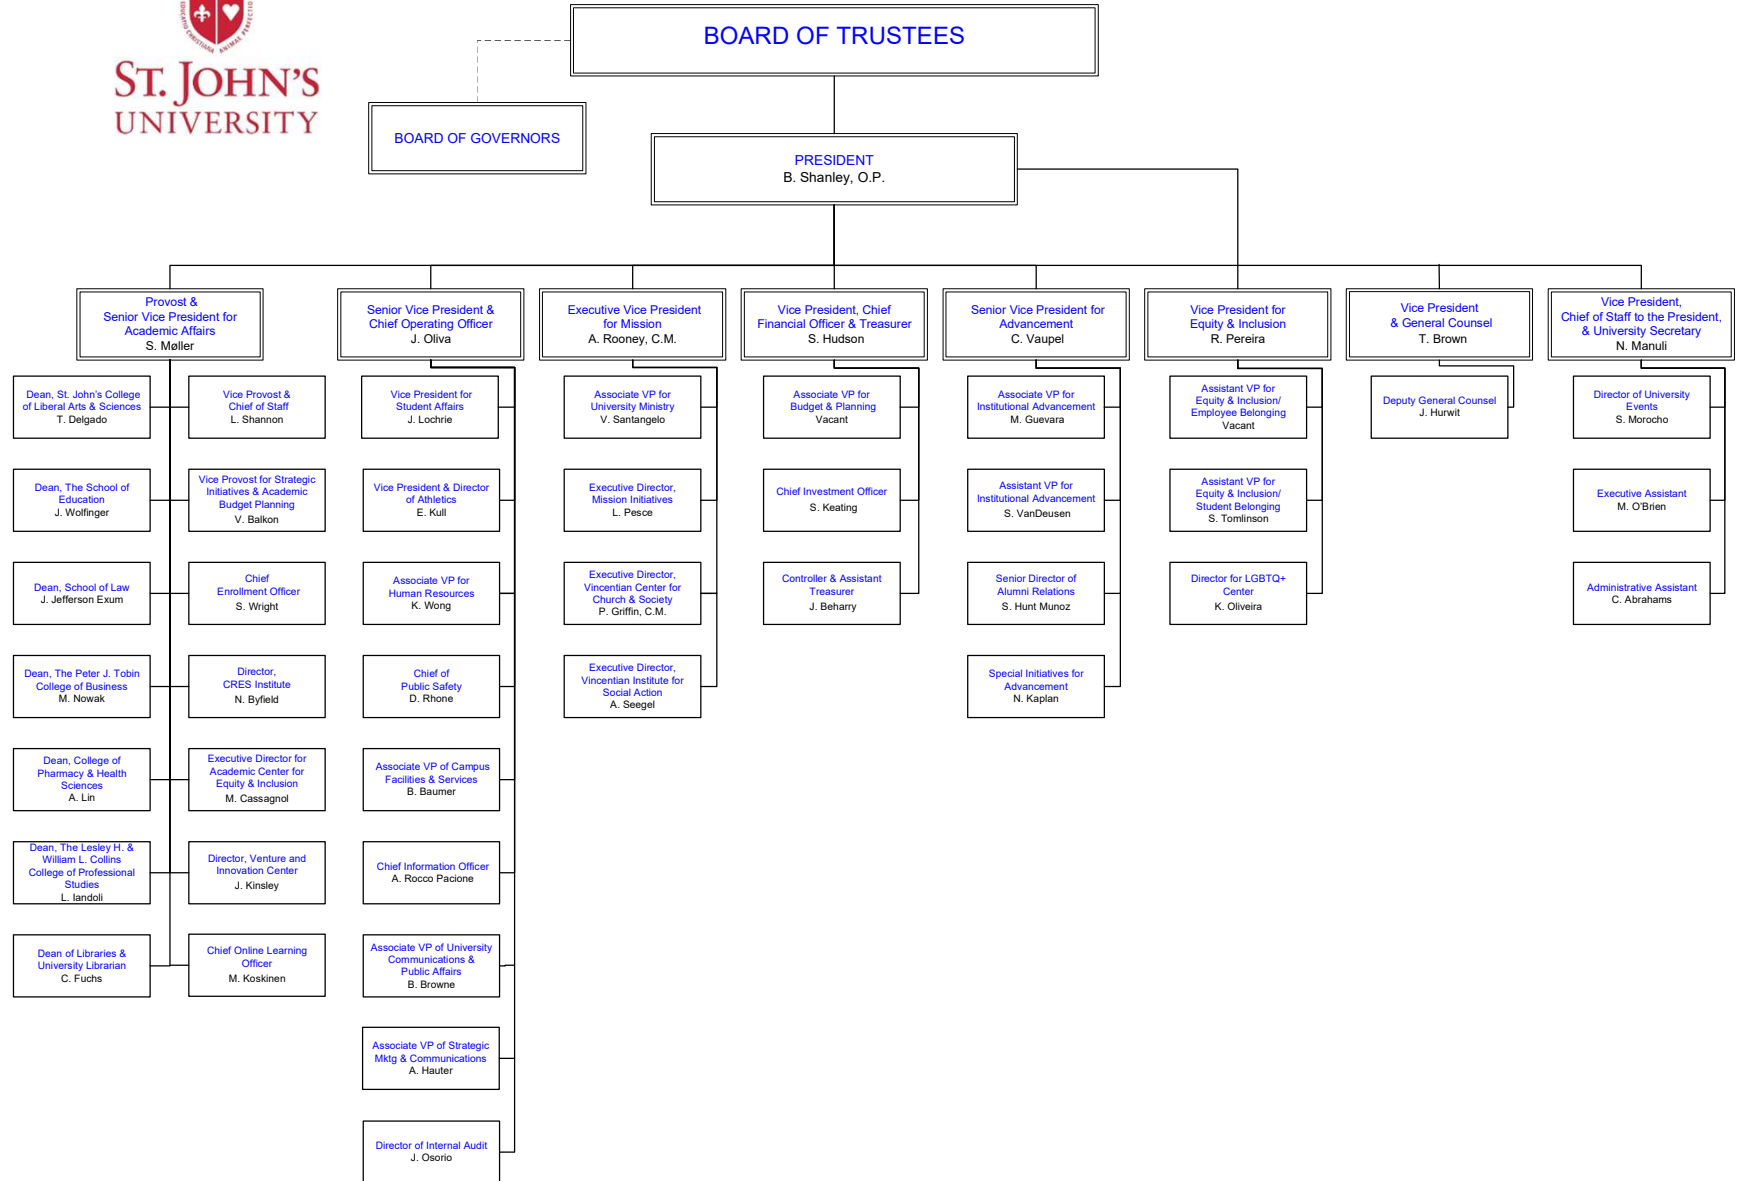 EDUCATIO CHRISTIANA ANIMAE PERFECTIO
ST. JOHN'S
UNIVERSITY
BOARD OF TRUSTEES
BOARD OF GOVERNORS
PRESIDENT
B. Shanley, O.P.
Provost &
Senior Vice President for
Academic Affairs
S. Møller
Senior Vice President &
Chief Operating Officer
J. Oliva
Executive Vice President
for Mission
A. Rooney, C.M.
Vice President, Chief
Financial Officer & Treasurer
S. Hudson
Senior Vice President for
Advancement
C. Vaupel
Vice President for
Equity & Inclusion
R. Pereira
Vice President
& General Counsel
T. Brown
Vice President,
Chief of Staff to the President,
& University Secretary
N. Manuli
Dean, St. John's College
of Liberal Arts & Sciences
T. Delgado
Vice Provost &
Chief of Staff
L. Shannon
Vice President for
Student Affairs
J. Lochrie
Associate VP for
University Ministry
V. Santangelo
Associate VP for
Budget & Planning
Vacant
Associate VP for
Institutional Advancement
M. Guevara
Assistant VP for
Equity & Inclusion/
Employee Belonging
Vacant
Deputy General Counsel
J. Hurwit
Director of University
Events
S. Morocho
Dean, The School of
Education
J. Wolfinger
Vice Provost for Strategic
Initiatives & Academic
Budget Planning
V. Balkon
Vice President & Director
of Athletics
E. Kull
Executive Director,
Mission Initiatives
L. Pesce
Chief Investment Officer
S. Keating
Assistant VP for
Institutional Advancement
S. VanDeusen
Assistant VP for
Equity & Inclusion/
Student Belonging
S. Tomlinson
Executive Assistant
M. O'Brien
Dean, School of Law
J. Jefferson Exum
Chief
Enrollment Officer
S. Wright
Associate VP for
Human Resources
K. Wong
Executive Director,
Vincentian Center for
Church & Society
P. Griffin, C.M.
Controller & Assistant
Treasurer
J. Beharry
Senior Director of
Alumni Relations
S. Hunt Munoz
Director for LGBTQ+
Center
K. Oliveira
Administrative Assistant
C. Abrahams
Dean, The Peter J. Tobin
College of Business
M. Nowak
Director,
CRES Institute
N. Byfield
Chief of
Public Safety
D. Rhone
Executive Director,
Vincentian Institute for
Social Action
A. Seegel
Special Initiatives for
Advancement
N. Kaplan
Dean, College of
Pharmacy & Health
Sciences
A. Lin
Executive Director for
Academic Center for
Equity & Inclusion
M. Cassagnol
Associate VP of Campus
Facilities & Services
B. Baumer
Dean, The Lesley H. &
William L. Collins
College of Professional
Studies
L. Iandoli
Director, Venture and
Innovation Center
J. Kinsley
Chief Information Officer
A. Rocco Pacione
Dean of Libraries &
University Librarian
C. Fuchs
Chief Online Learning
Officer
M. Koskinen
Associate VP of University
Communications &
Public Affairs
B. Browne
Associate VP of Strategic
Mktg & Communications
A. Hauter
Director of Internal Audit
J. Osorio